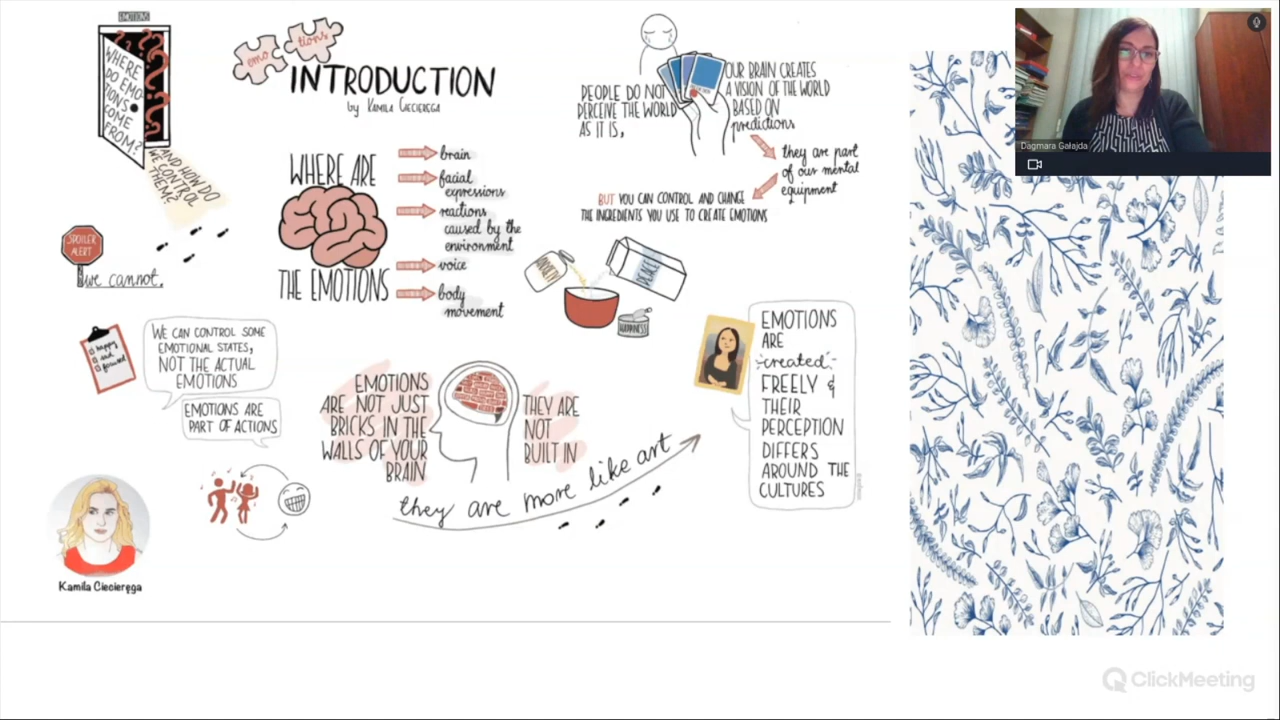 EMOTIONS
WHERE
DO EMO-
TIONS
COME
FROM?
AND HOW DO
WE CONTROL
THEM?
SPOILER
ALERT
we cannot.
emo
tions
INTRODUCTION
by KAMILA CIECIERĘGA
WHERE ARE
THE EMOTIONS
brain
facial
expressions
reactions
caused by the
environment
voice
body
movement
PEOPLE DO NOT
PERCEIVE THE WORLD
AS IT IS,
OUR BRAIN CREATES
A VISION OF THE WORLD
BASED ON
predictions
they are part
of our mental
equipment
BUT YOU CAN CONTROL AND CHANGE
THE INGREDIENTS YOU USE TO CREATE EMOTIONS
PEACE
HAPPINESS
happy
sad
focused
WE CAN CONTROL SOME
EMOTIONAL STATES,
NOT THE ACTUAL
EMOTIONS
EMOTIONS ARE
PART OF ACTIONS
EMOTIONS
ARE NOT JUST
BRICKS IN THE
WALLS OF YOUR
BRAIN
THEY ARE
NOT
BUILT IN
they are more like art
EMOTIONS
ARE
created
FREELY &
THEIR
PERCEPTION
DIFFERS
AROUND THE
CULTURES
Kamila Ciecieręga
Dagmara Gałajda
ClickMeeting